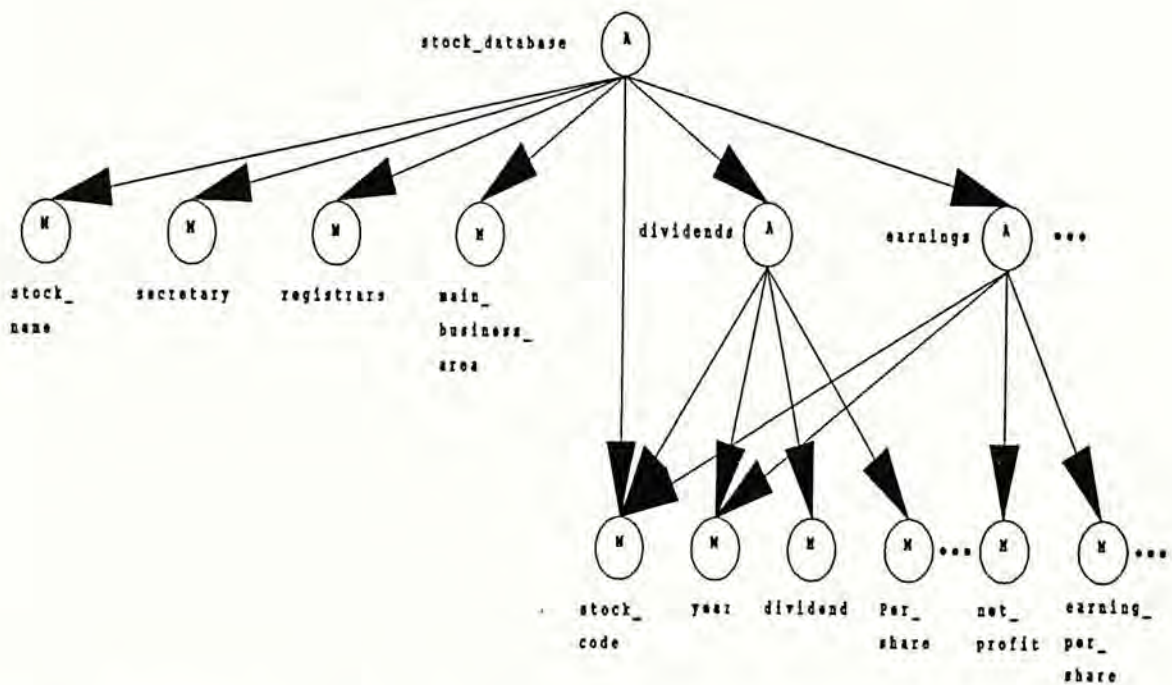 stock_database A
M M M M
dividends A earnings A •••
stock_ secretary registrars main_
name business_
area
M M M M ••• M M •••
stock_ year dividend Per_ net_ earning_
code share profit per_
share